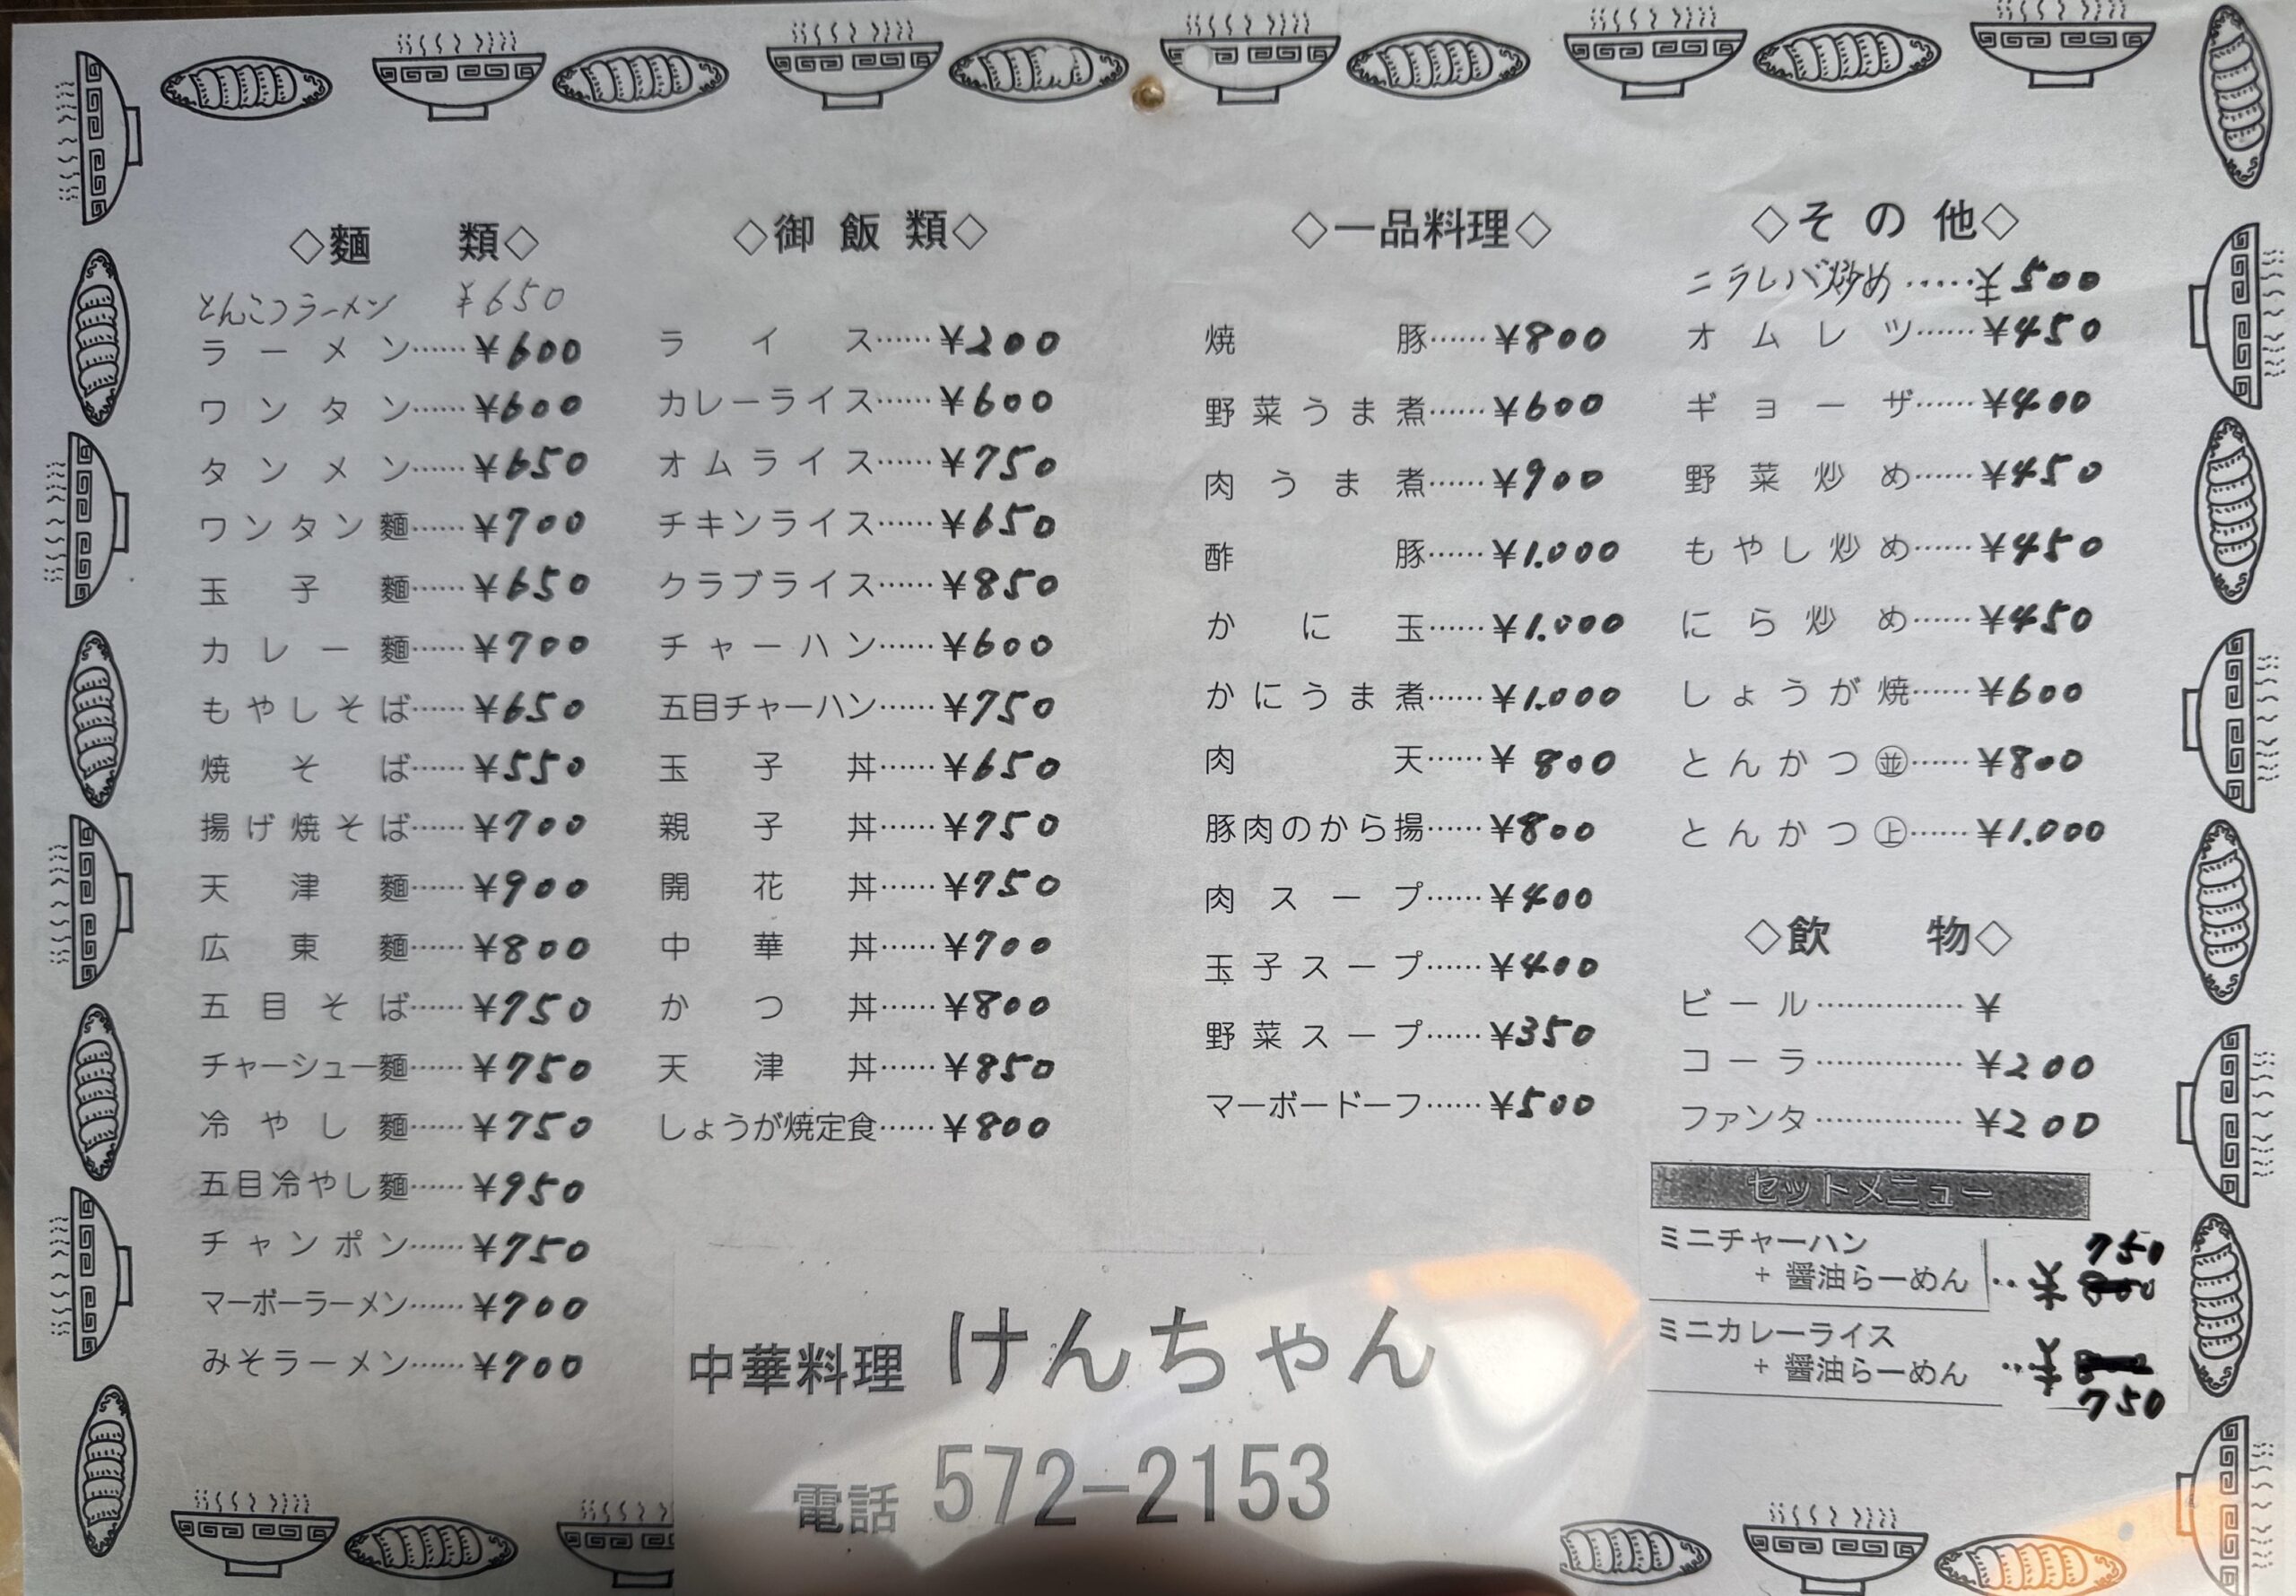 ◇麺 類◇
とんこつラーメン ¥650
ラーメン……¥600
ワンタン……¥600
タンメン……¥650
ワンタン麺……¥700
玉子麺……¥650
カレー麺……¥700
もやしそば……¥650
焼そば……¥550
揚げ焼そば……¥700
天津麺……¥900
広東麺……¥800
五目そば……¥750
チャーシュー麺……¥750
冷やし麺……¥750
五目冷やし麺……¥950
チャンポン……¥750
マーボーラーメン……¥700
みそラーメン……¥700
◇御飯類◇
ライス……¥200
カレーライス……¥600
オムライス……¥750
チキンライス……¥650
クラブライス……¥850
チャーハン……¥600
五目チャーハン……¥750
玉子丼……¥650
親子丼……¥750
開花丼……¥750
中華丼……¥700
かつ丼……¥800
天津丼……¥850
しょうが焼定食……¥800
◇一品料理◇
焼豚……¥800
野菜うま煮……¥600
肉うま煮……¥900
酢豚……¥1.000
かに玉……¥1.000
かにうま煮……¥1.000
肉天……¥800
豚肉のから揚……¥800
肉スープ……¥400
玉子スープ……¥400
野菜スープ……¥350
マーボードーフ……¥500
◇その他◇
ニラレバ炒め……¥500
オムレツ……¥450
ギョーザ……¥400
野菜炒め……¥450
もやし炒め……¥450
にら炒め……¥450
しょうが焼……¥600
とんかつ㊂……¥800
とんかつ㊤……¥1.000
◇飲 物◇
ビール……………¥
コーラ……………¥200
ファンタ……………¥200
セットメニュー
ミニチャーハン
+ 醤油らーめん …¥ 750
ミニカレーライス
+ 醤油らーめん …¥ 750
中華料理 けんちゃん
電話 572-2153